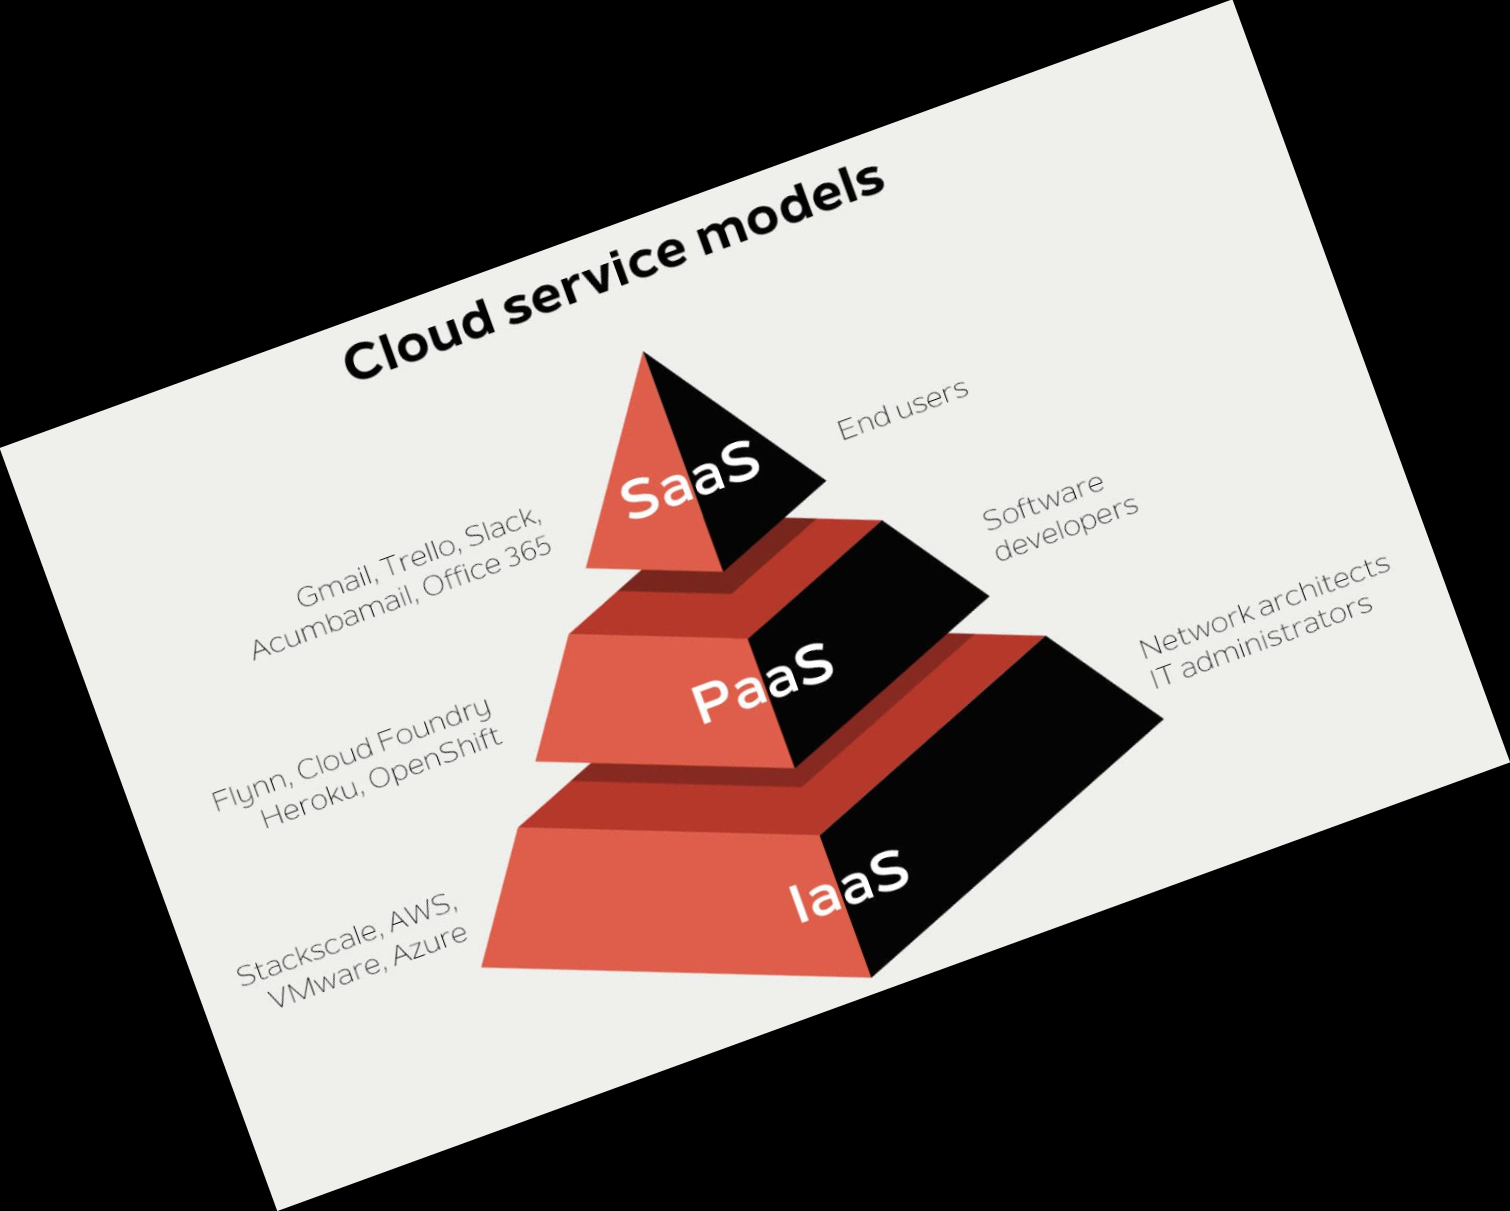 Cloud service models
SaaS
End users
Gmail, Trello, Slack,
Acumbamail, Office 365
PaaS
Software
developers
Flynn, Cloud Foundry
Heroku, OpenShift
IaaS
Network architects
IT administrators
Stackscale, AWS,
VMware, Azure